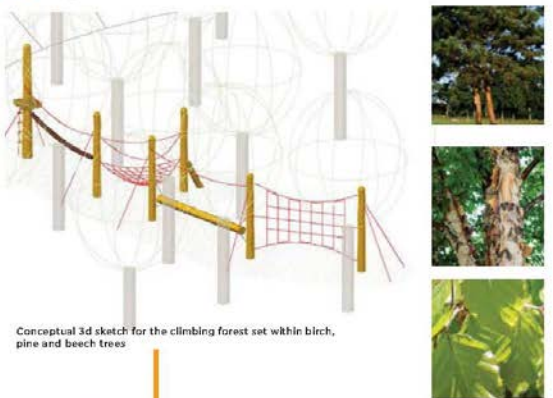 Conceptual 3d sketch for the climbing forest set within birch,
pine and beech trees